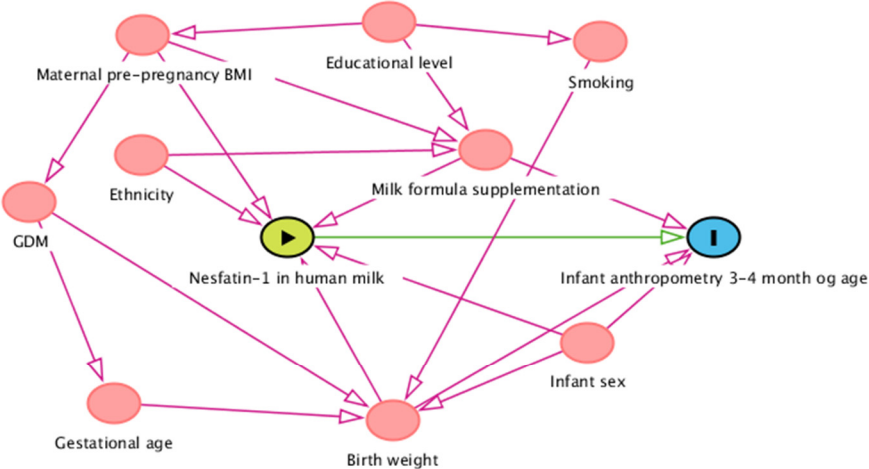 Maternal pre-pregnancy BMI
Educational level
Smoking
Ethnicity
Milk formula supplementation
GDM
Nesfatin-1 in human milk
Infant anthropometry 3-4 month og age
Infant sex
Gestational age
Birth weight